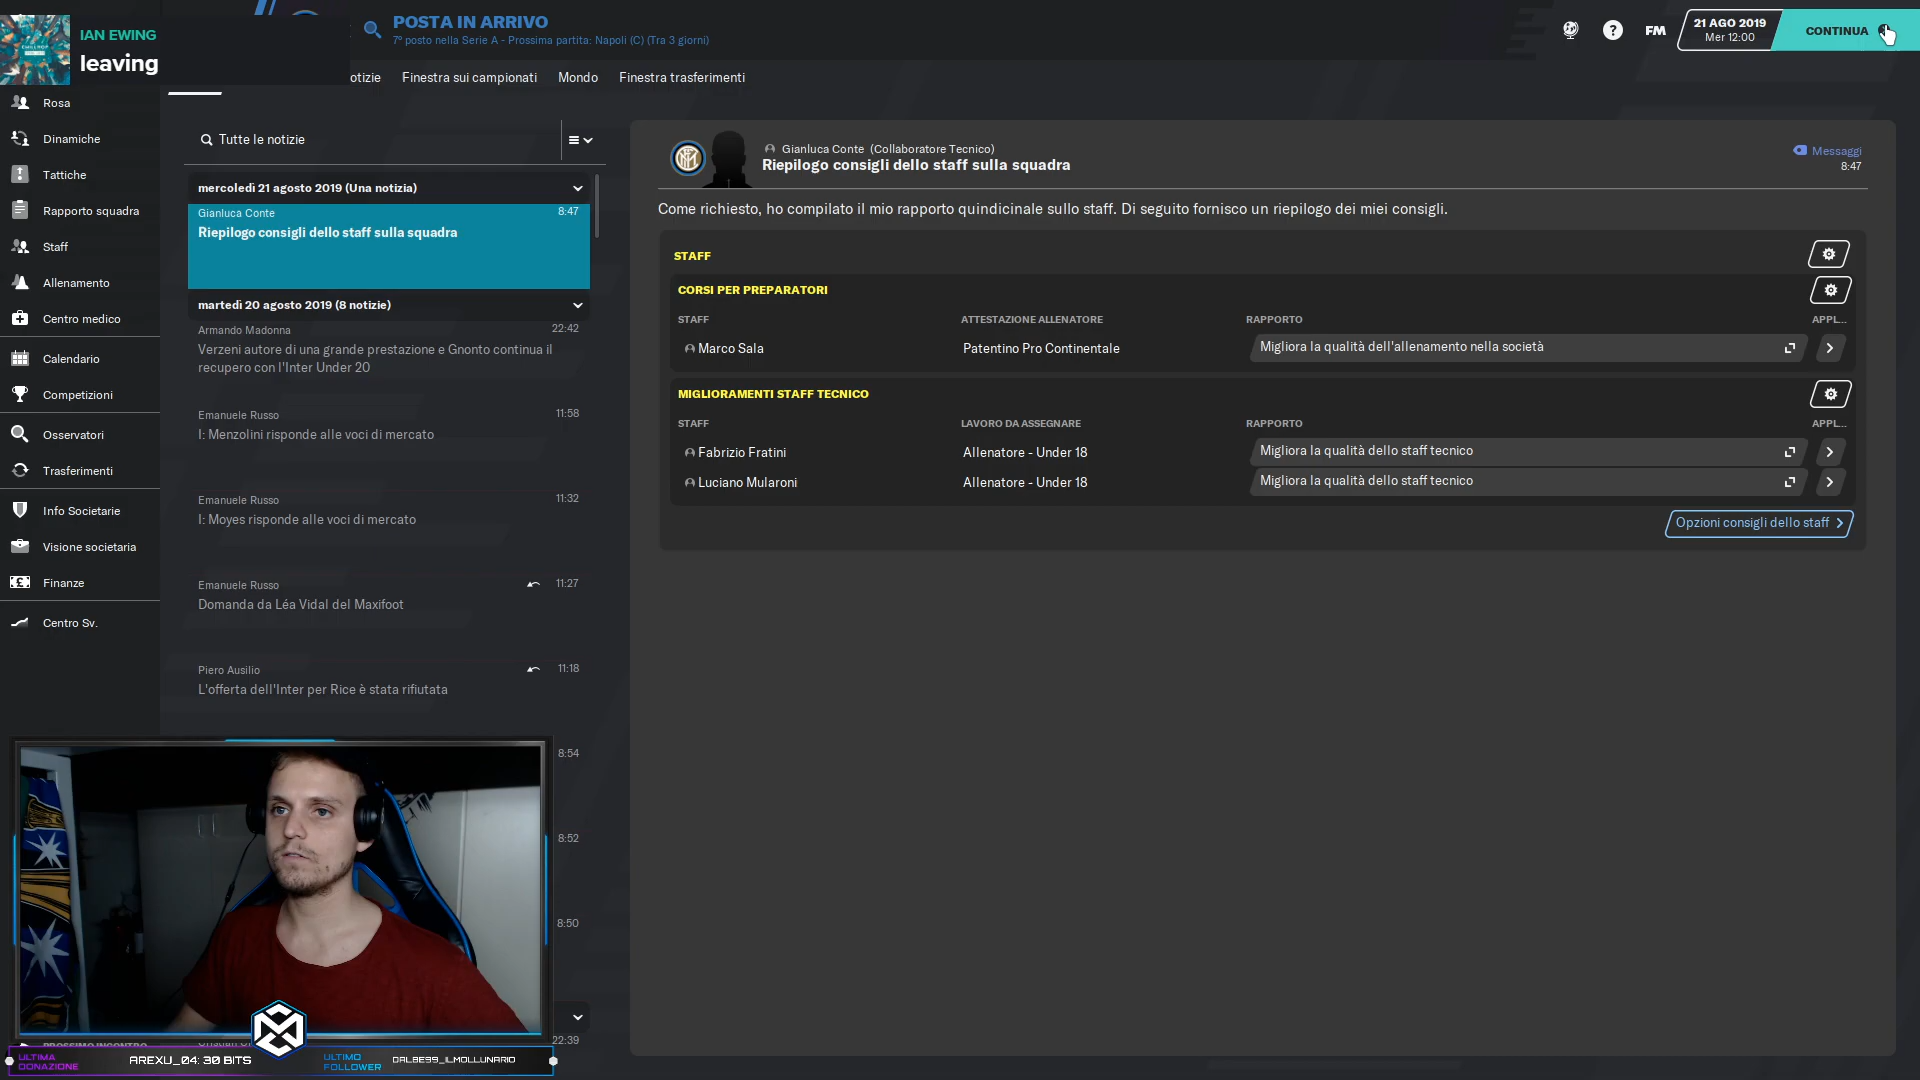 IAN EWING
leaving
POSTA IN ARRIVO
7° posto nella Serie A - Prossima partita: Napoli (C) (Tra 3 giorni)
?
FM
21 AGO 2019
Mer 12:00
CONTINUA
otizie
Finestra sui campionati
Mondo
Finestra trasferimenti
Rosa
Dinamiche
Tattiche
Rapporto squadra
Staff
Allenamento
Centro medico
Calendario
Competizioni
Osservatori
Trasferimenti
Info Societarie
Visione societaria
Finanze
Centro Sv.
Tutte le notizie
mercoledì 21 agosto 2019 (Una notizia)
Gianluca Conte 8:47
Riepilogo consigli dello staff sulla squadra
martedì 20 agosto 2019 (8 notizie)
Armando Madonna 22:42
Verzeni autore di una grande prestazione e Gnonto continua il
recupero con l'Inter Under 20
Emanuele Russo 11:58
I: Menzolini risponde alle voci di mercato
Emanuele Russo 11:32
I: Moyes risponde alle voci di mercato
Emanuele Russo 11:27
Domanda da Léa Vidal del Maxifoot
Piero Ausilio 11:18
L'offerta dell'Inter per Rice è stata rifiutata
8:54
8:52
8:50
22:39
Gianluca Conte (Collaboratore Tecnico)
Riepilogo consigli dello staff sulla squadra
Messaggi
8:47
Come richiesto, ho compilato il mio rapporto quindicinale sullo staff. Di seguito fornisco un riepilogo dei miei consigli.
STAFF
CORSI PER PREPARATORI
STAFF ATTESTAZIONE ALLENATORE RAPPORTO APPL...
Marco Sala Patentino Pro Continentale Migliora la qualità dell'allenamento nella società
MIGLIORAMENTI STAFF TECNICO
STAFF LAVORO DA ASSEGNARE RAPPORTO APPL...
Fabrizio Fratini Allenatore - Under 18 Migliora la qualità dello staff tecnico
Luciano Mularoni Allenatore - Under 18 Migliora la qualità dello staff tecnico
Opzioni consigli dello staff
ULTIMA
DONAZIONE
AREXU_04: 30 BITS
ULTIMO
FOLLOWER
DALBE99_ILMOLLUNARIO